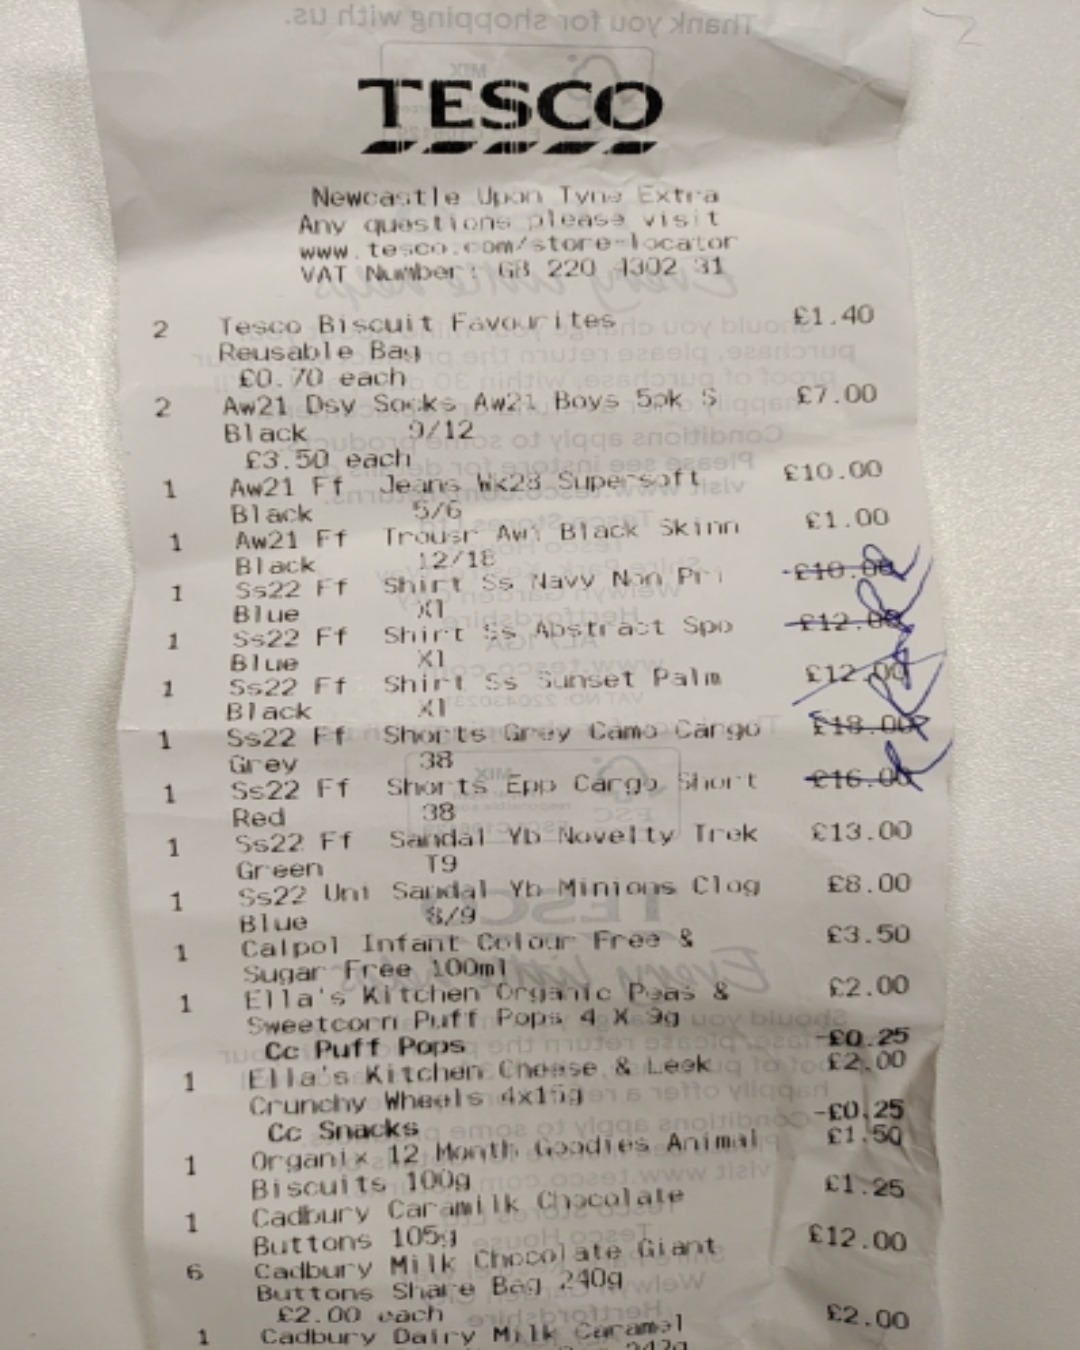 TESCO
Newcastle Upon Tyne Extra
Any questions please visit
www.tesco.com/store-locator
VAT Number: GB 220 4302 31
2 Tesco Biscuit Favourites £1.40
Reusable Bag
£0.70 each
2 Aw21 Dsy Socks Aw21 Boys 5pk S £7.00
Black 9/12
£3.50 each
1 Aw21 Ff Jeans Wk28 Supersoft £10.00
Black 5/6
1 Aw21 Ff Trousr Aw1 Black Skinn £1.00
Black 12/18
1 Ss22 Ff Shirt Ss Navy Non Pri £10.00
Blue Xl
1 Ss22 Ff Shirt Ss Abstract Spo £12.00
Blue Xl
1 Ss22 Ff Shirt Ss Sunset Palm £12.00
Black Xl
1 Ss22 Ff Shorts Grey Camo Cargo £18.00
Grey 38
1 Ss22 Ff Shorts Epp Cargo Short £16.00
Red 38
1 Ss22 Ff Sandal Yb Novelty Trek £13.00
Green T9
1 Ss22 Uni Sandal Yb Minions Clog £8.00
Blue 8/9
1 Calpol Infant Colour Free & £3.50
Sugar Free 100ml
1 Ella's Kitchen Organic Peas & £2.00
Sweetcorn Puff Pops 4 X 9g
Cc Puff Pops -£0.25
1 Ella's Kitchen Cheese & Leek £2.00
Crunchy Wheels 4x15g
Cc Snacks -£0.25
1 Organix 12 Month Goodies Animal £1.50
Biscuits 100g
1 Cadbury Caramilk Chocolate £1.25
Buttons 105g
6 Cadbury Milk Chocolate Giant £12.00
Buttons Share Bag 240g
£2.00 each
1 Cadbury Dairy Milk Caramel £2.00